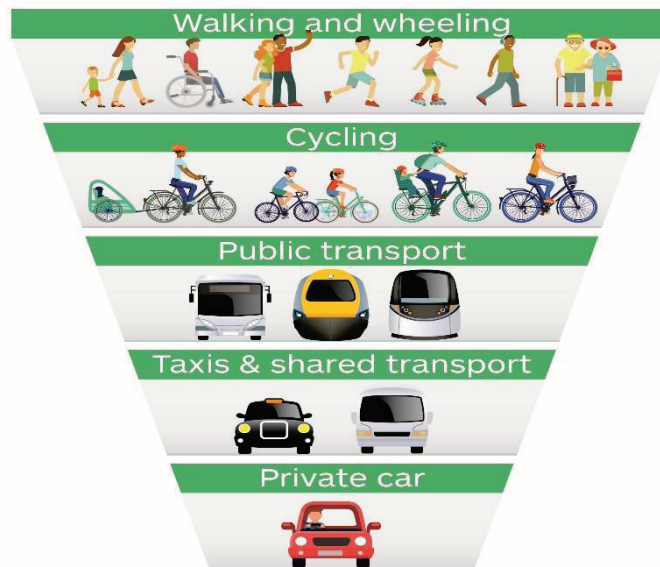 Walking and wheeling
Cycling
Public transport
Taxis & shared transport
Private car